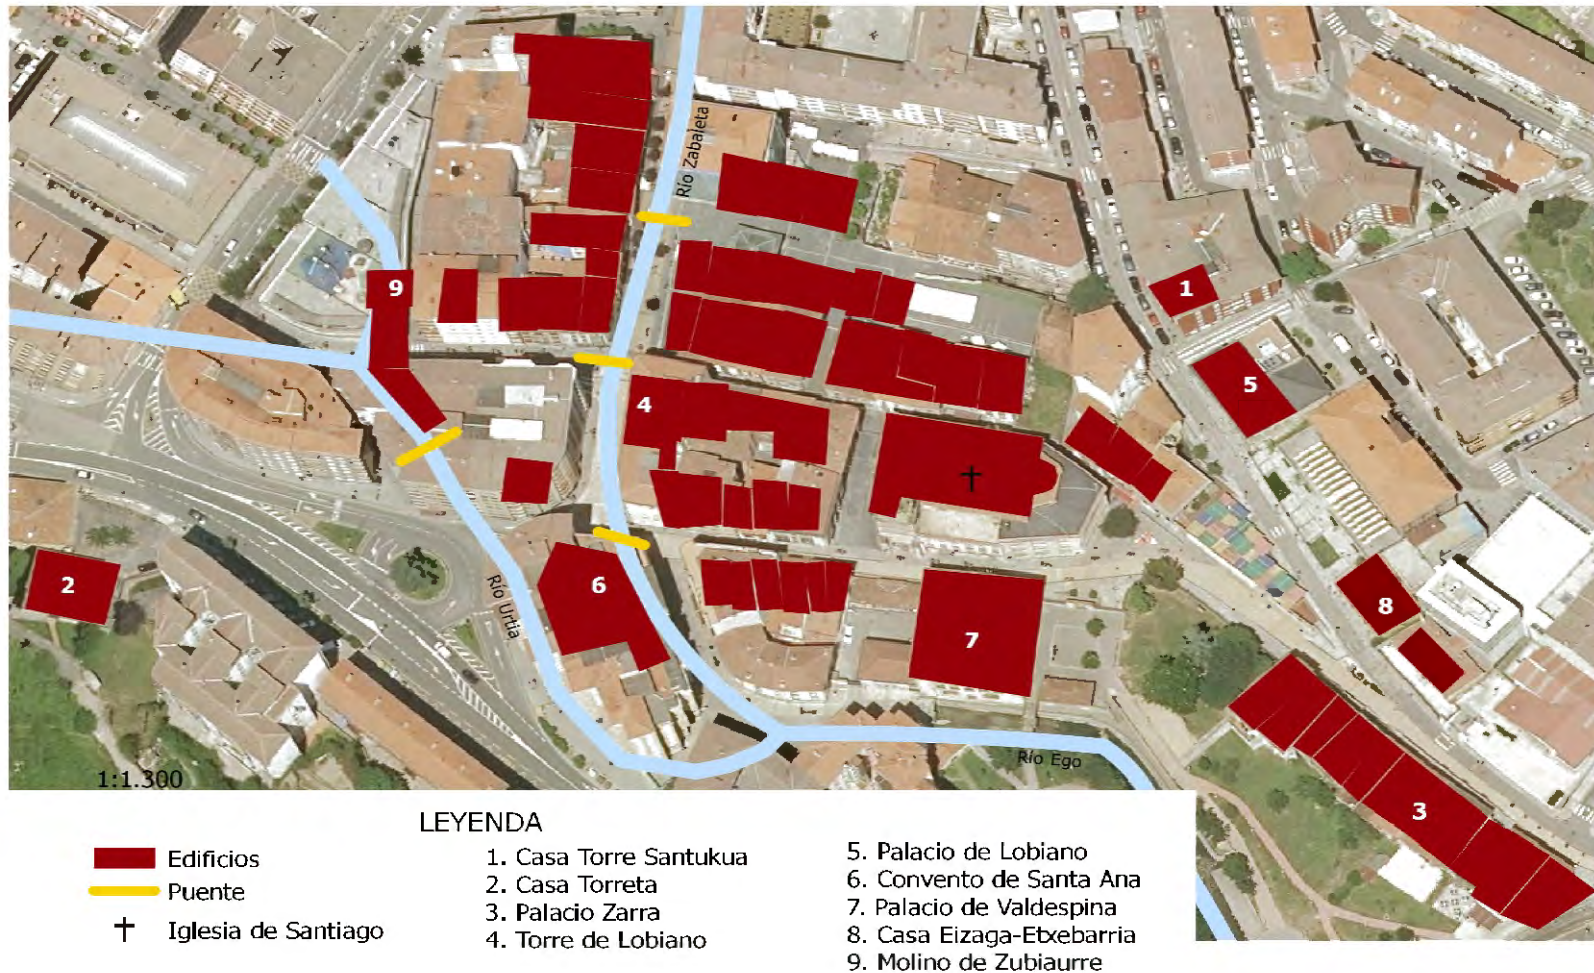 Río Zabaleta
9
1
5
4
6
2
Río Urtia
8
7
Río Ego
3
1:1.300
LEYENDA
Edificios
Puente
Iglesia de Santiago
1. Casa Torre Santukua
2. Casa Torreta
3. Palacio Zarra
4. Torre de Lobiano
5. Palacio de Lobiano
6. Convento de Santa Ana
7. Palacio de Valdespina
8. Casa Eizaga-Etxebarria
9. Molino de Zubiaurre